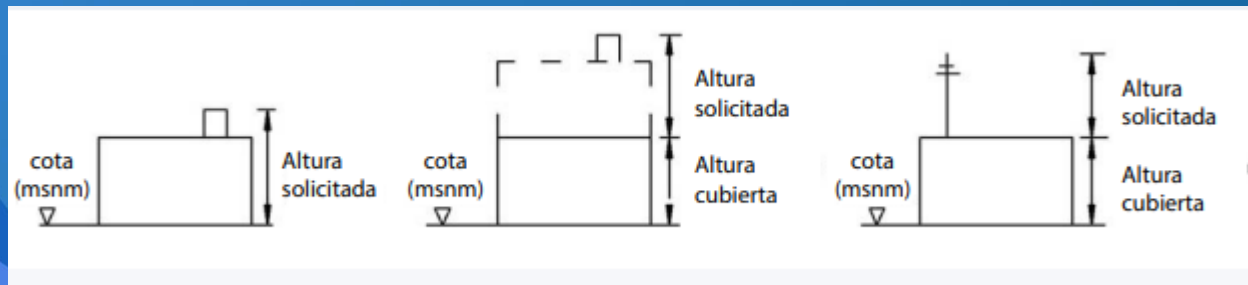 cota
(msnm)
Altura
solicitada
cota
(msnm)
Altura
solicitada
Altura
cubierta
cota
(msnm)
Altura
solicitada
Altura
cubierta